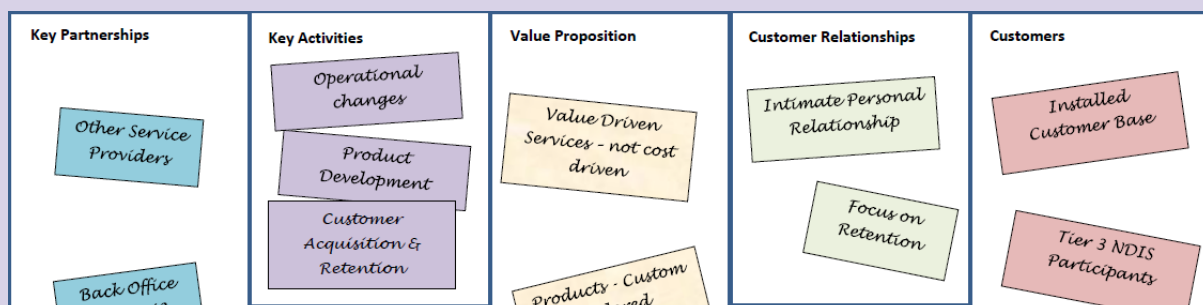 Key Partnerships
Other Service
Providers
Back Office
Key Activities
Operational
changes
Product
Development
Customer
Acquisition &
Retention
Value Proposition
Value Driven
Services – not cost
driven
Products - Custom
Customer Relationships
Intimate Personal
Relationship
Focus on
Retention
Customers
Installed
Customer Base
Tier 3 NDIS
Participants